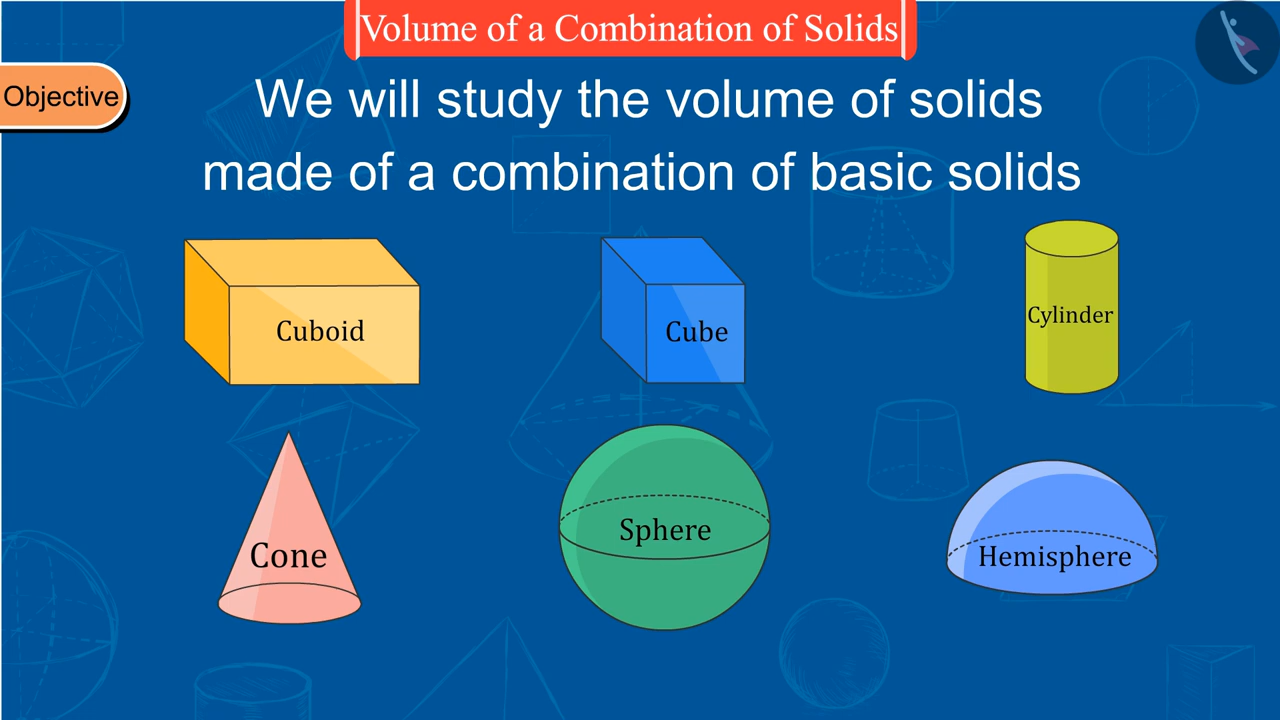 Volume of a Combination of Solids
Objective
We will study the volume of solids
made of a combination of basic solids
Cuboid
Cube
Cylinder
Cone
Sphere
Hemisphere